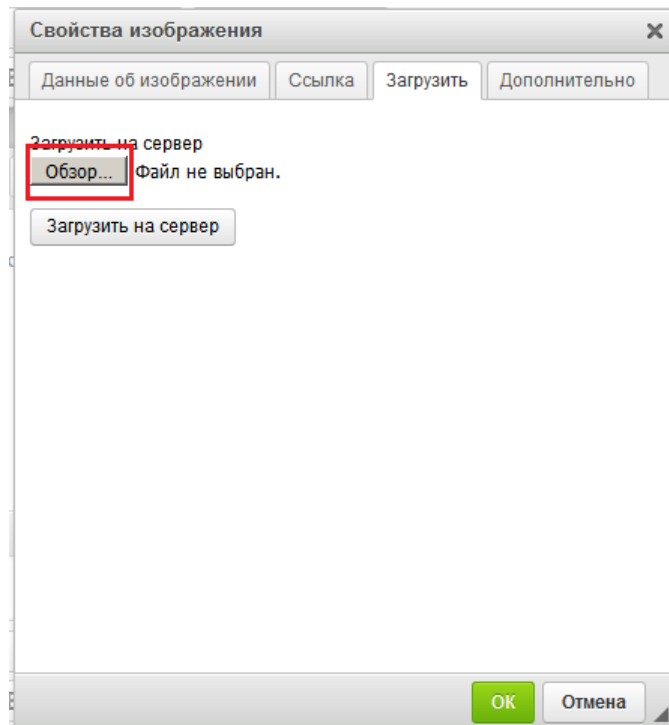 Свойства изображения
Данные об изображении Ссылка Загрузить Дополнительно
Загрузить на сервер
Обзор... Файл не выбран.
Загрузить на сервер
ОК Отмена